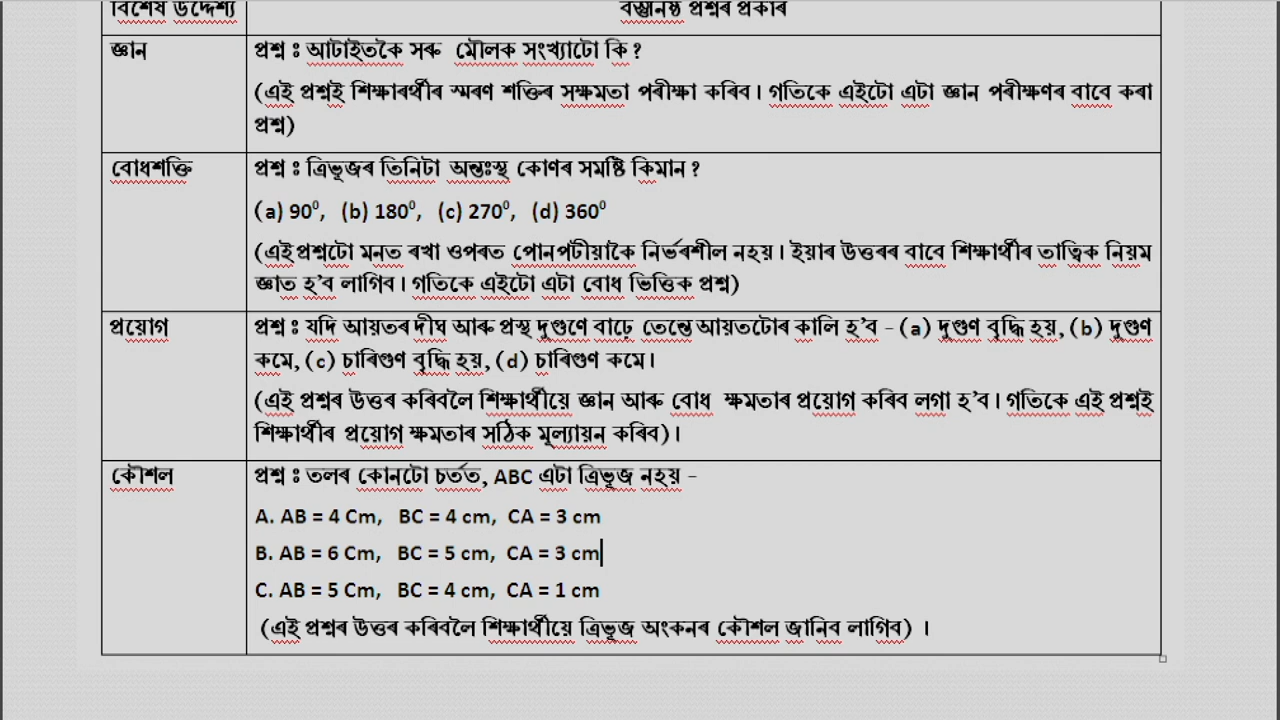 বিশেষ উদ্দেশ্য
বস্তুনিষ্ঠ প্ৰশ্নৰ প্ৰকাৰ
জ্ঞান
প্ৰশ্ন ঃ আটাইতকৈ সৰু মৌলক সংখ্যাটো কি ?
(এই প্ৰশ্নই শিক্ষাৰৰ্থীৰ স্মৰণ শক্তিৰ সক্ষমতা পৰীক্ষা কৰিব। গতিকে এইটো এটা জ্ঞান পৰীক্ষণৰ বাবে কৰা
প্ৰশ্ন)
বোধশক্তি
প্ৰশ্ন ঃ ত্ৰিভূজৰ তিনিটা অন্তঃস্থ কোণৰ সমষ্টি কিমান ?
(a) 90⁰, (b) 180⁰, (c) 270⁰, (d) 360⁰
(এইপ্ৰশ্নটো মনত ৰখা ওপৰত পোনপটীয়াকৈ নিৰ্ভৰশীল নহয়। ইয়াৰ উত্তৰৰ বাবে শিক্ষাৰ্থীৰ তাত্বিক নিয়ম
জ্ঞাত হ’ব লাগিব। গতিকে এইটো এটা বোধ ভিত্তিক প্ৰশ্ন)
প্ৰয়োগ
প্ৰশ্ন ঃ যদি আয়তৰ দীঘ আৰু প্ৰস্থ দুগুণে বাঢ়ে তেন্তে আয়তটোৰ কালি হ’ব - (a) দুগুণ বৃদ্ধি হয়, (b) দুগুণ
কমে, (c) চাৰিগুণ বৃদ্ধি হয়, (d) চাৰিগুণ কমে।
(এই প্ৰশ্নৰ উত্তৰ কৰিবলৈ শিক্ষাৰ্থীয়ে জ্ঞান আৰু বোধ ক্ষমতাৰ প্ৰয়োগ কৰিব লগা হ’ব। গতিকে এই প্ৰশ্নই
শিক্ষাৰ্থীৰ প্ৰয়োগ ক্ষমতাৰ সঠিক মূল্যায়ন কৰিব)।
কৌশল
প্ৰশ্ন ঃ তলৰ কোনটো চৰ্তত, ABC এটা ত্ৰিভূজ নহয় -
A. AB = 4 Cm, BC = 4 cm, CA = 3 cm
B. AB = 6 Cm, BC = 5 cm, CA = 3 cm
C. AB = 5 Cm, BC = 4 cm, CA = 1 cm
(এই প্ৰশ্নৰ উত্তৰ কৰিবলৈ শিক্ষাৰ্থীয়ে ত্ৰিভূজ অংকনৰ কৌশল জানিব লাগিব) ।